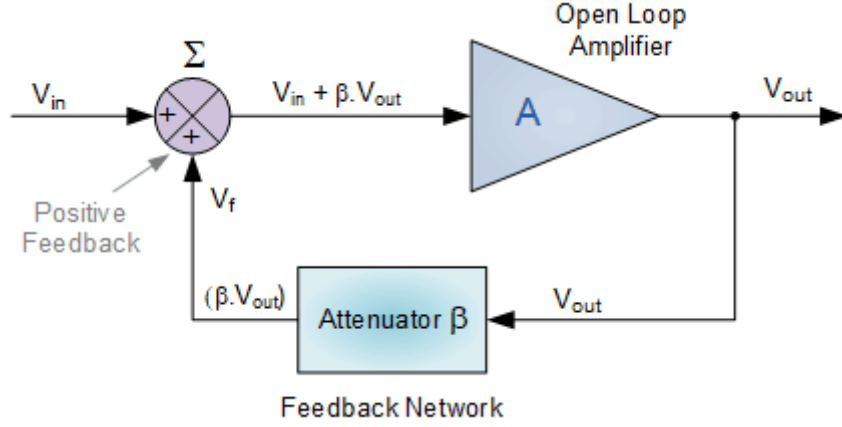 Open Loop
Amplifier
Σ
V_in
V_in + β.V_out
A
V_out
+
+
V_f
Positive
Feedback
(β.V_out)
Attenuator β
V_out
Feedback Network